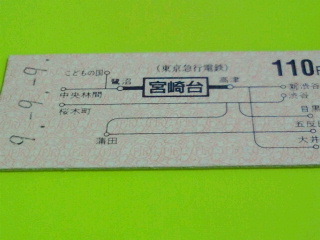 (東京急行電鉄)
110円
こどもの国
鷺沼
宮崎台
高津
中央林間
新渋谷
渋谷
桜木町
目黒
五反田
蒲田
大井
9.-9.-9